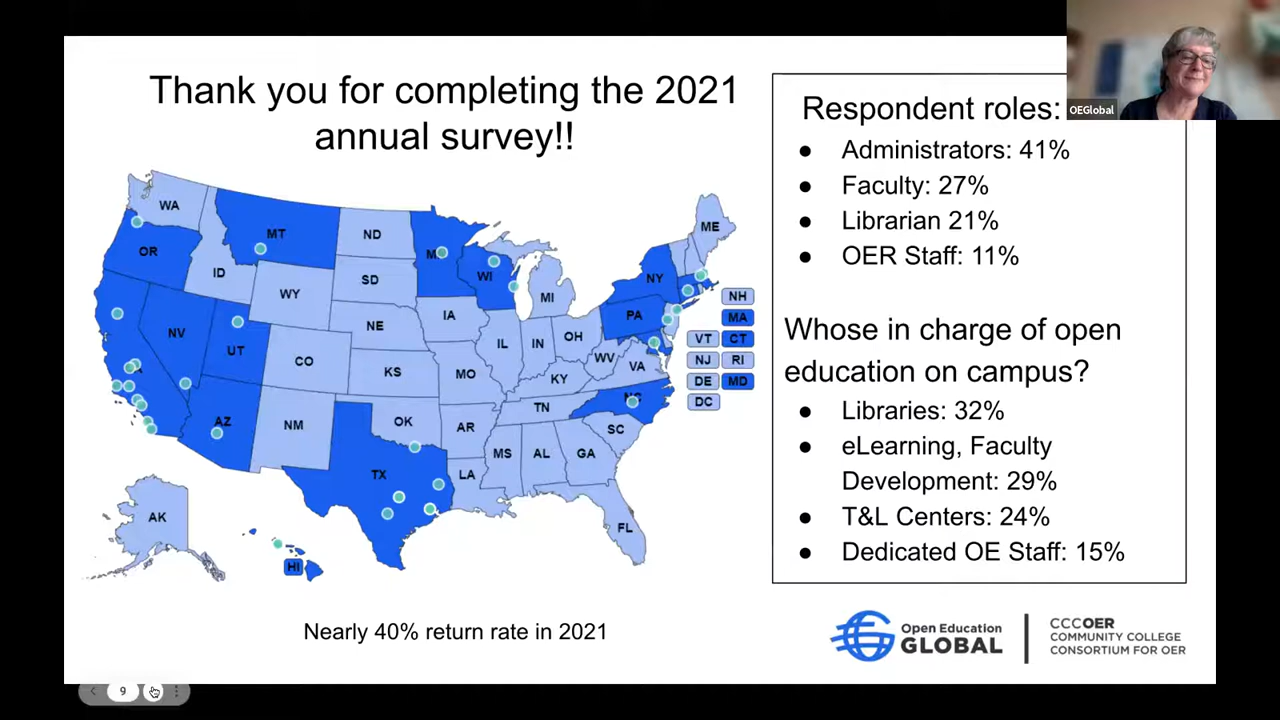 Thank you for completing the 2021
annual survey!!
WA
OR
MT
ID
WY
NV
UT
CO
AZ
NM
ND
SD
NE
KS
OK
TX
WI
IA
MO
AR
LA
IL
IN
MI
OH
KY
TN
MS
AL
GA
FL
SC
WV
VA
PA
NY
ME
NH
MA
VT
CT
NJ
RI
DE
MD
DC
AK
HI
Nearly 40% return rate in 2021
Respondent roles:
● Administrators: 41%
● Faculty: 27%
● Librarian 21%
● OER Staff: 11%
Whose in charge of open
education on campus?
● Libraries: 32%
● eLearning, Faculty
Development: 29%
● T&L Centers: 24%
● Dedicated OE Staff: 15%
Open Education
GLOBAL
CCCOER
COMMUNITY COLLEGE
CONSORTIUM FOR OER
OEGlobal
9